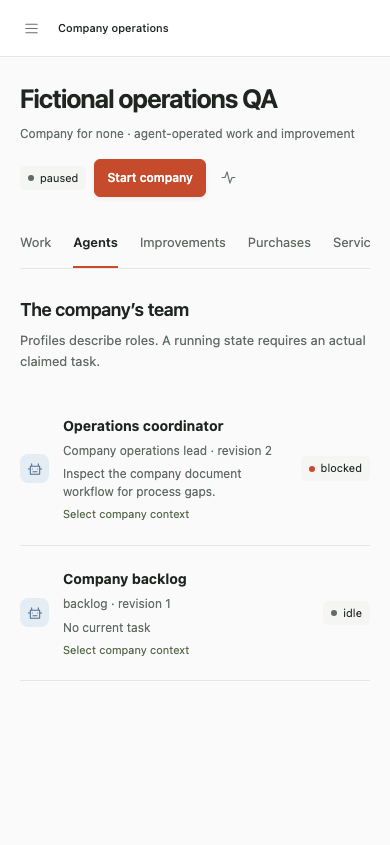 Company operations
Fictional operations QA
Company for none · agent-operated work and improvement
paused
Start company
Work
Agents
Improvements
Purchases
Servic
The company’s team
Profiles describe roles. A running state requires an actual
claimed task.
Operations coordinator
Company operations lead · revision 2
Inspect the company document
workflow for process gaps.
Select company context
blocked
Company backlog
backlog · revision 1
No current task
Select company context
idle